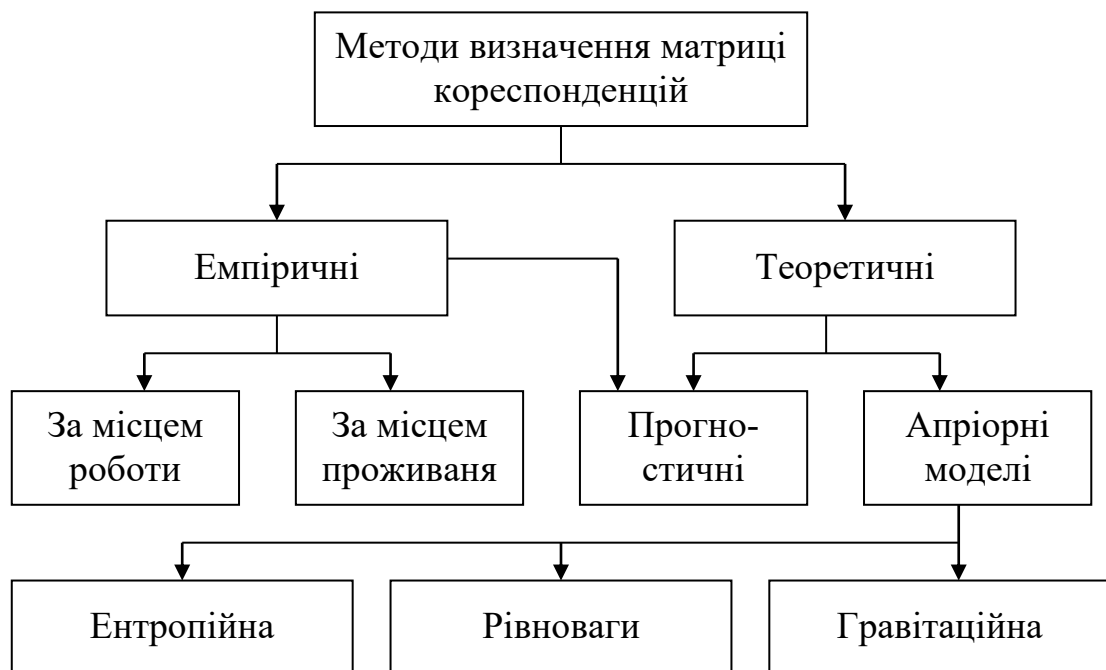 Методи визначення матриці
кореспонденцій
Емпіричні
Теоретичні
За місцем
роботи
За місцем
проживаня
Прогно-
стичні
Апріорні
моделі
Ентропійна
Рівноваги
Гравітаційна